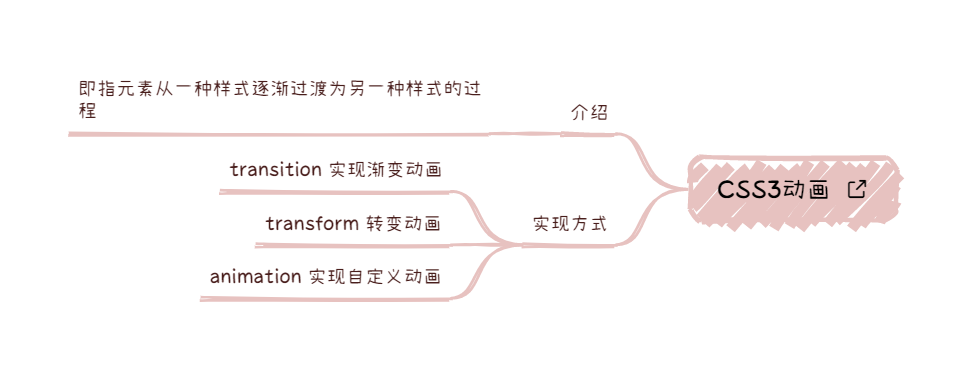 即指元素从一种样式逐渐过渡为另一种样式的过
程
介绍
transition 实现渐变动画
CSS3动画
transform 转变动画
实现方式
animation 实现自定义动画